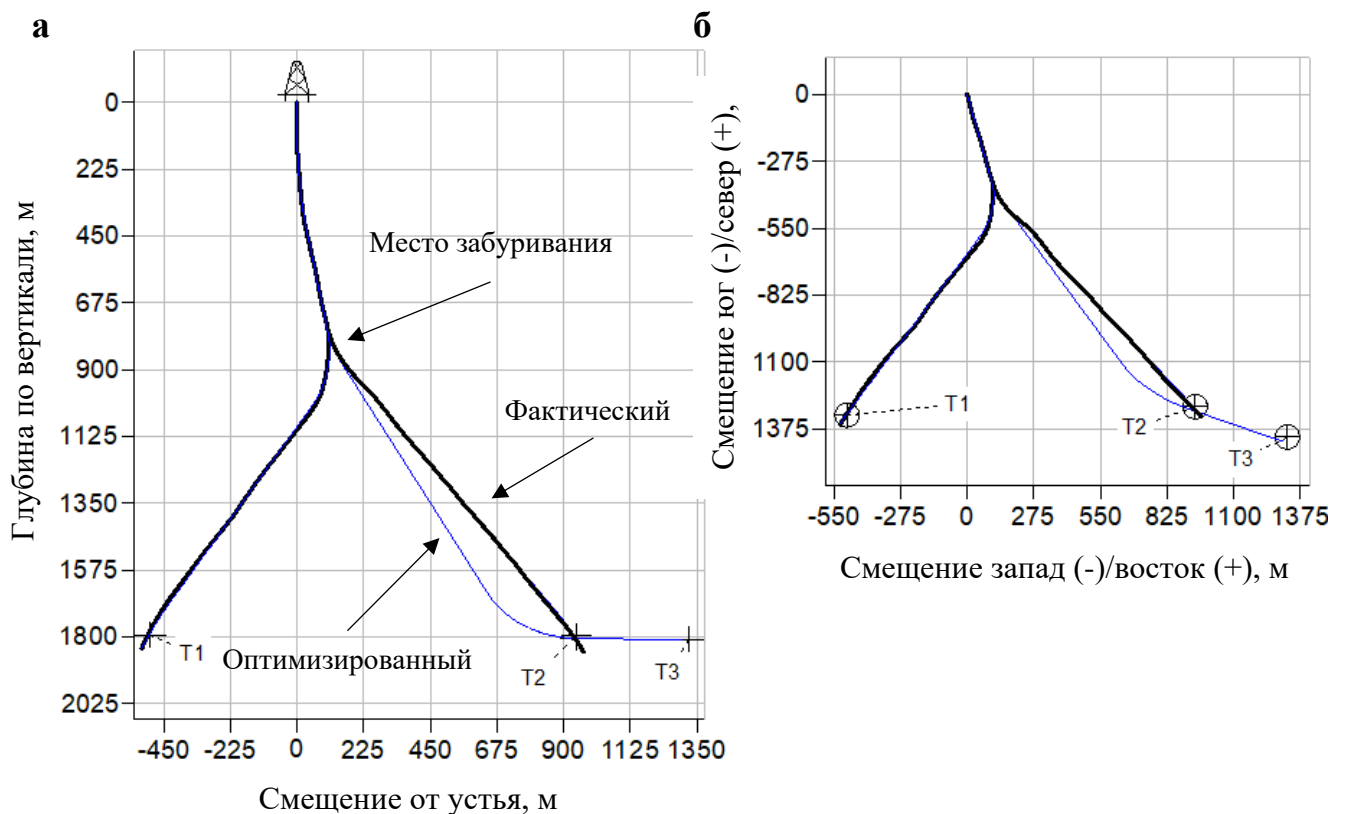 а
0
225
450
675
900
1125
1350
1575
1800
2025
Глубина по вертикали, м
Место забуривания
Фактический
Оптимизированный
T1
T2
T3
-450 -225 0 225 450 675 900 1125 1350
Смещение от устья, м
б
0
-275
-550
-825
-1100
-1375
Смещение юг (-)/север (+),
T1
T2
T3
-550 -275 0 275 550 825 1100 1375
Смещение запад (-)/восток (+), м